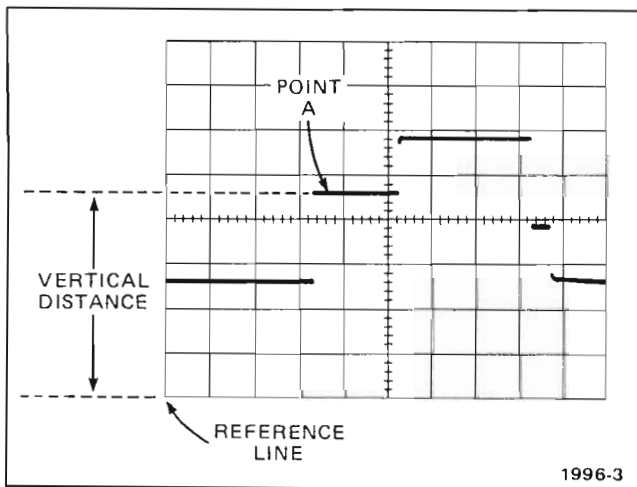 POINT
A
VERTICAL
DISTANCE
REFERENCE
LINE
1996-3